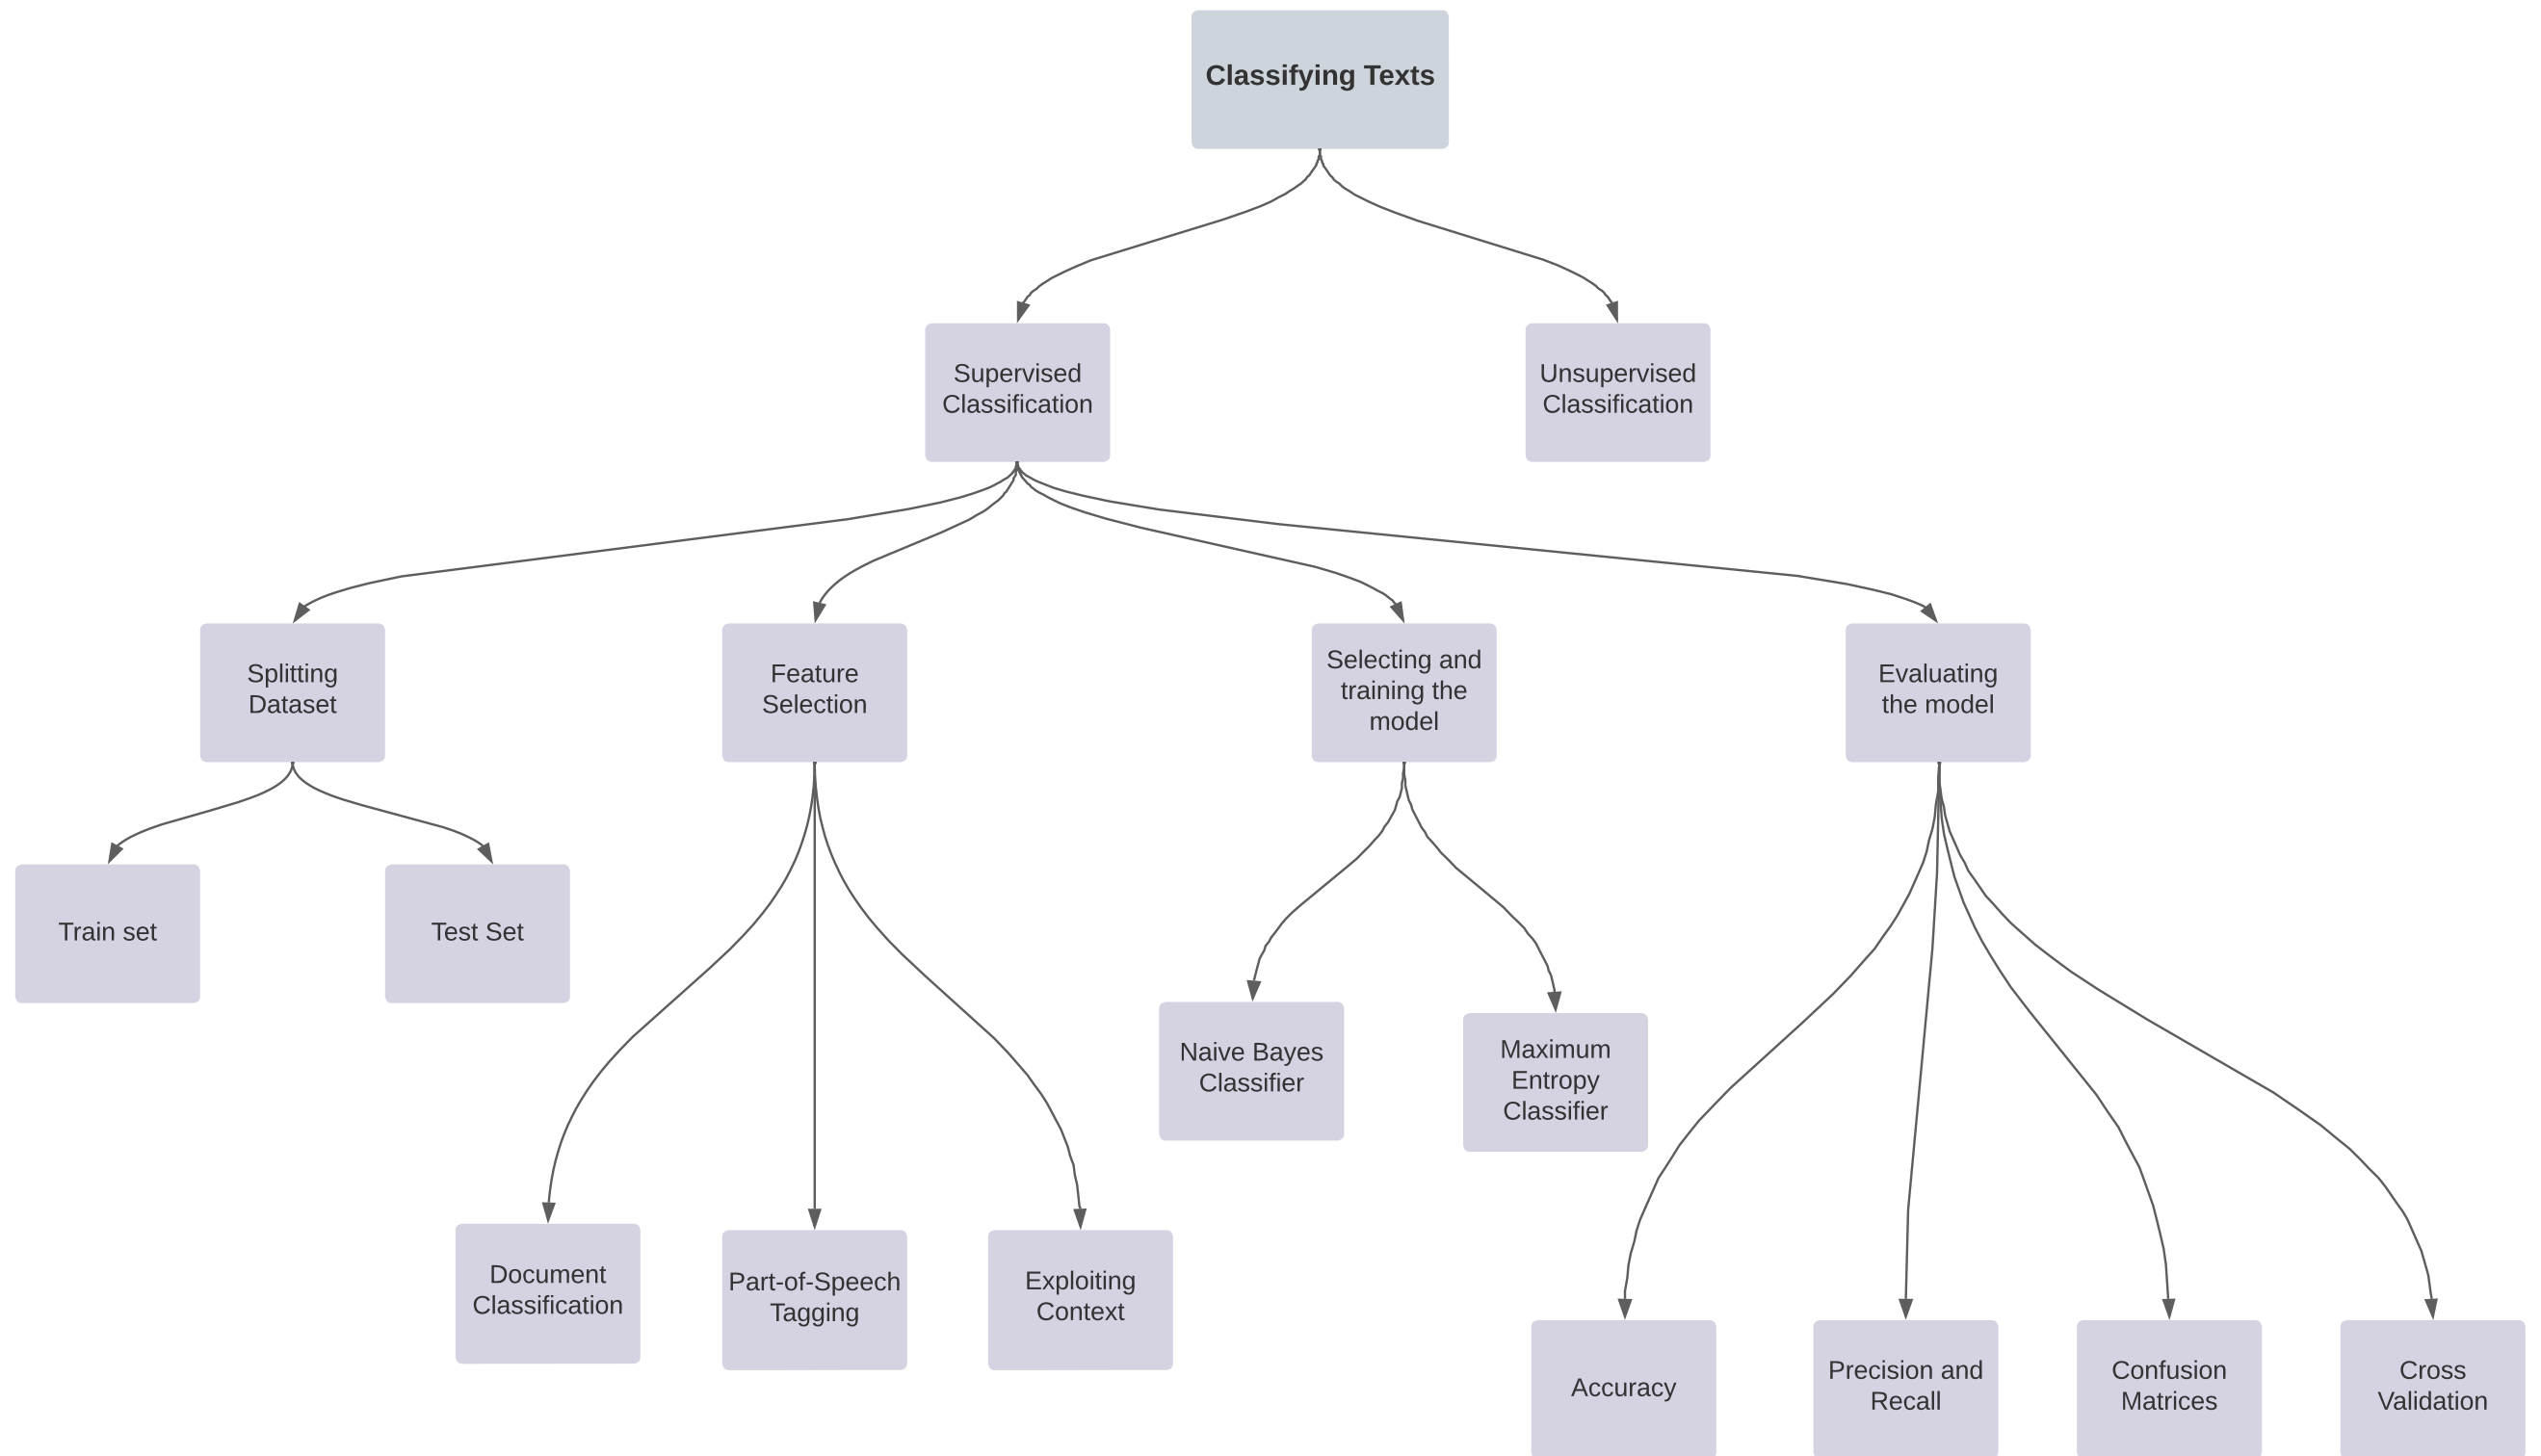 Classifying Texts
Supervised
Classification
Unsupervised
Classification
Splitting
Dataset
Feature
Selection
Selecting and
training the
model
Evaluating
the model
Train set
Test Set
Naive Bayes
Classifier
Maximum
Entropy
Classifier
Document
Classification
Part-of-Speech
Tagging
Exploiting
Context
Accuracy
Precision and
Recall
Confusion
Matrices
Cross
Validation